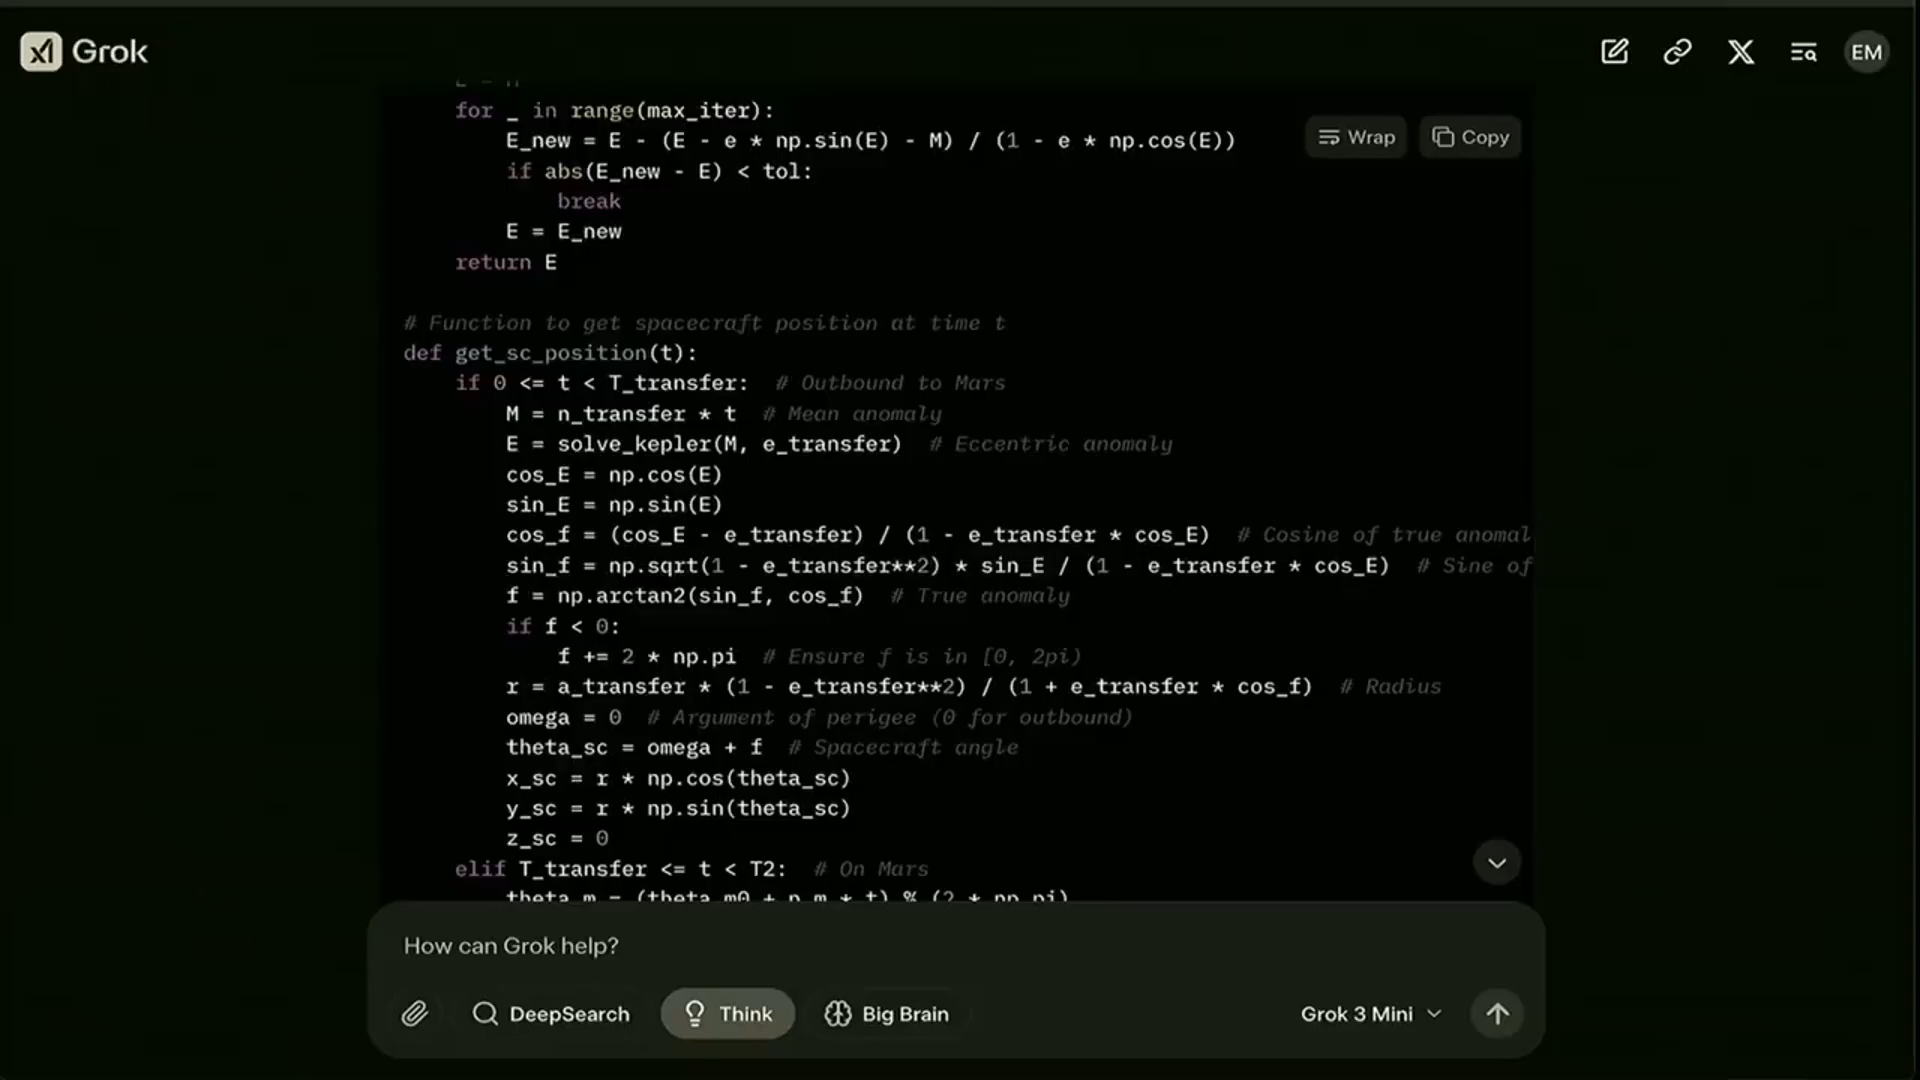 Grok
EM
for _ in range(max_iter):
E_new = E - (E - e * np.sin(E) - M) / (1 - e * np.cos(E))
Wrap
Copy
if abs(E_new - E) < tol:
break
E = E_new
return E
# Function to get spacecraft position at time t
def get_sc_position(t):
if 0 <= t < T_transfer:  # Outbound to Mars
M = n_transfer * t  # Mean anomaly
E = solve_kepler(M, e_transfer)  # Eccentric anomaly
cos_E = np.cos(E)
sin_E = np.sin(E)
cos_f = (cos_E - e_transfer) / (1 - e_transfer * cos_E)  # Cosine of true anomal
sin_f = np.sqrt(1 - e_transfer**2) * sin_E / (1 - e_transfer * cos_E)  # Sine of
f = np.arctan2(sin_f, cos_f)  # True anomaly
if f < 0:
f += 2 * np.pi  # Ensure f is in [0, 2pi)
r = a_transfer * (1 - e_transfer**2) / (1 + e_transfer * cos_f)  # Radius
omega = 0  # Argument of perigee (0 for outbound)
theta_sc = omega + f  # Spacecraft angle
x_sc = r * np.cos(theta_sc)
y_sc = r * np.sin(theta_sc)
z_sc = 0
elif T_transfer <= t < T2:  # On Mars
theta_m = (theta_m0 + n_m * t) % (2 * np.pi)
How can Grok help?
DeepSearch
Think
Big Brain
Grok 3 Mini